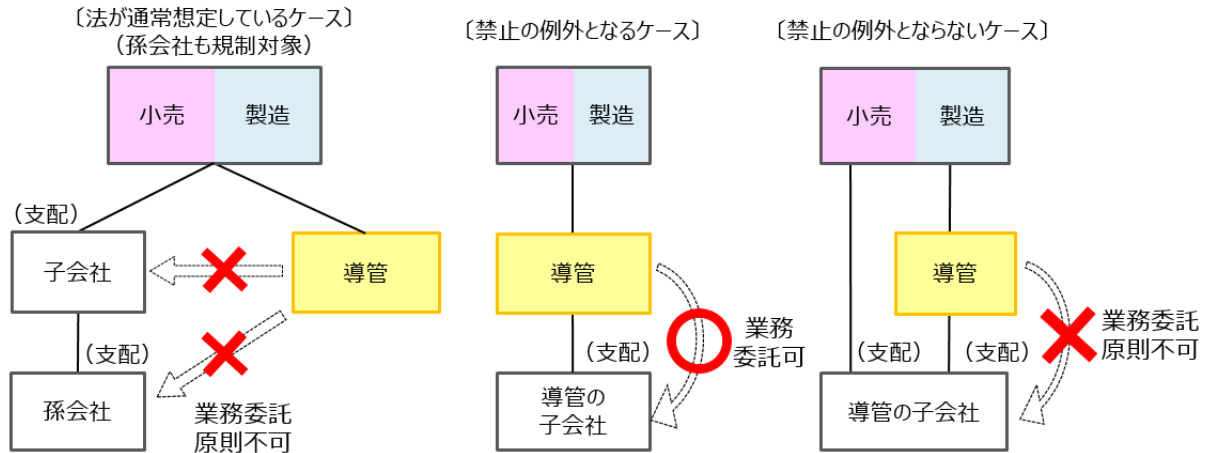 〔法が通常想定しているケース〕
（孫会社も規制対象）
小売
製造
（支配）
子会社
導管
（支配）
孫会社
業務委託
原則不可
〔禁止の例外となるケース〕
小売
製造
導管
（支配）
業務
委託可
導管の
子会社
〔禁止の例外とならないケース〕
小売
製造
導管
（支配）
業務委託
原則不可
導管の子会社